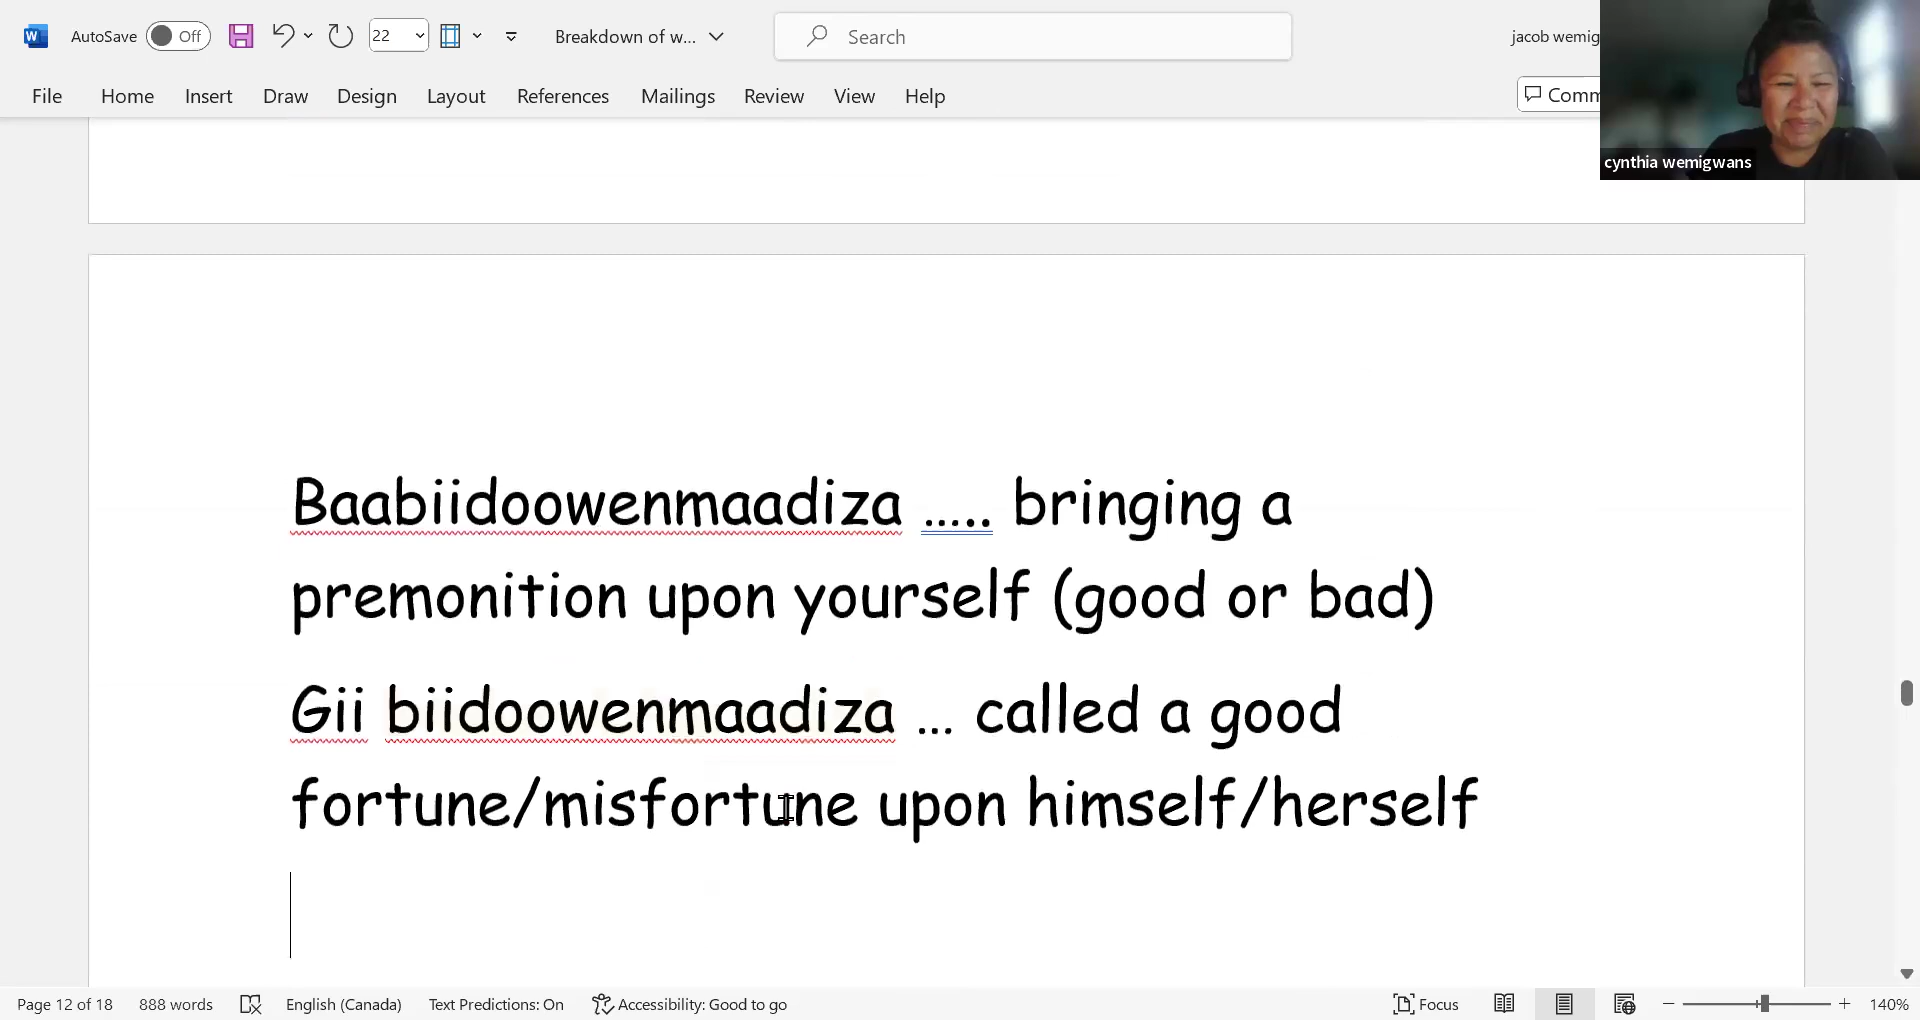 AutoSave Off 22 Breakdown of w... Search jacob wemig
File Home Insert Draw Design Layout References Mailings Review View Help Comm
cynthia wemigwans
Baabiidoowenmaadiza ..... bringing a
premonition upon yourself (good or bad)
Gii biidoowenmaadiza ... called a good
fortune/misfortune upon himself/herself
Page 12 of 18 888 words English (Canada) Text Predictions: On Accessibility: Good to go Focus 140%